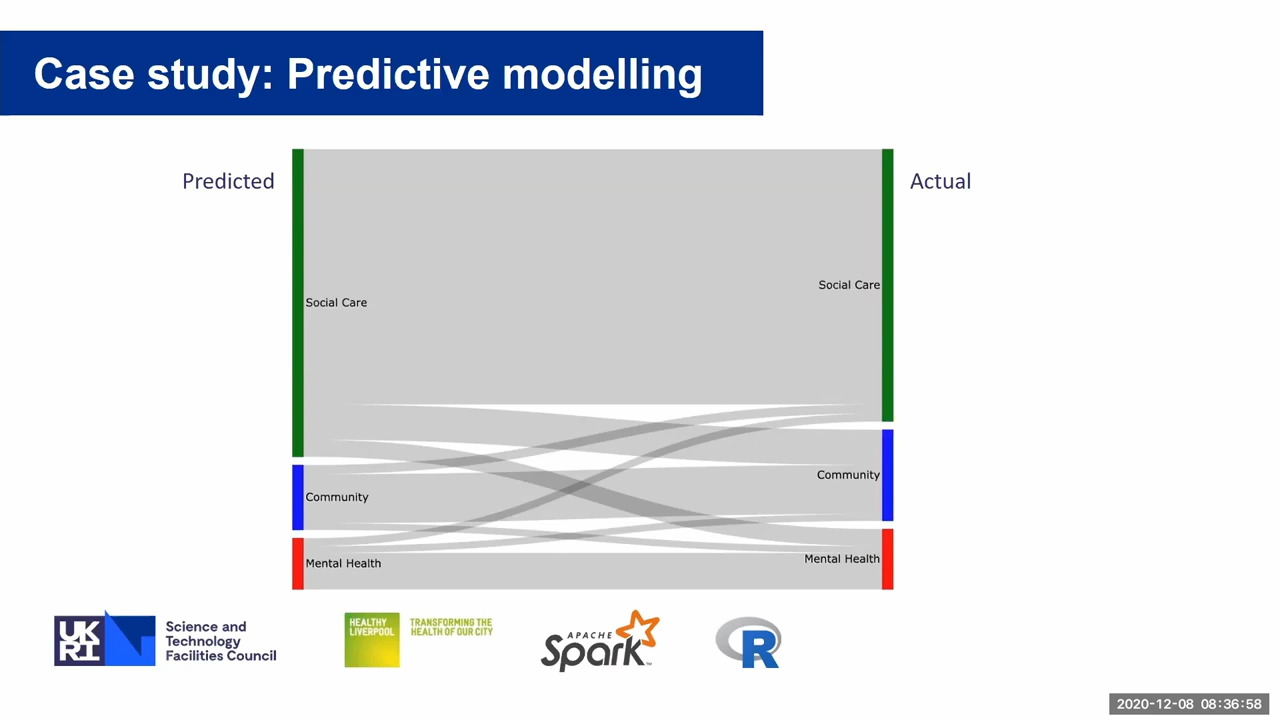 Case study: Predictive modelling
Predicted
Actual
Social Care
Social Care
Community
Community
Mental Health
Mental Health
UK
RI
Science and
Technology
Facilities Council
HEALTHY
LIVERPOOL
TRANSFORMING THE
HEALTH OF OUR CITY
APACHE
Spark™
R
2020-12-08 08:36:58